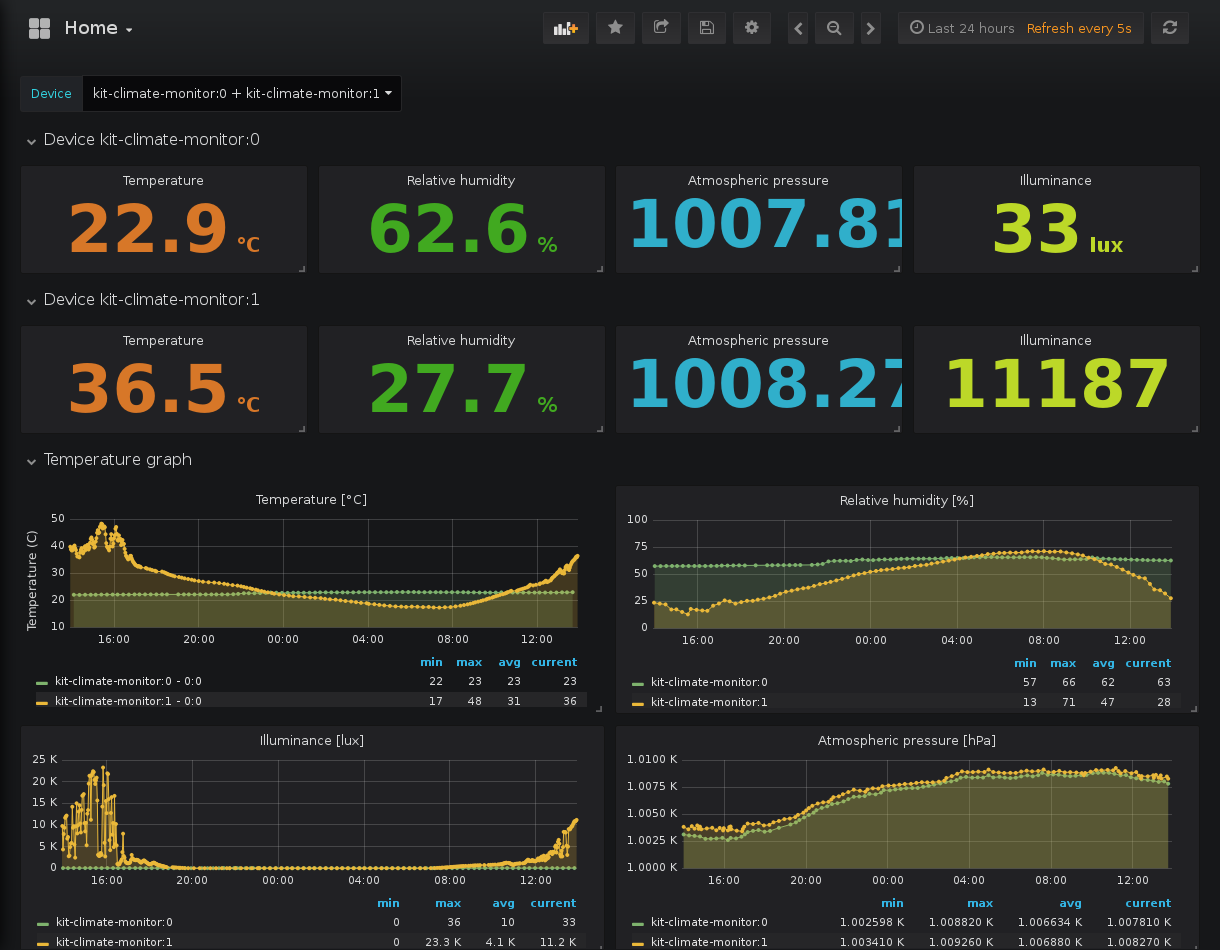 Home
Last 24 hours Refresh every 5s
Device kit-climate-monitor:0 + kit-climate-monitor:1
Device kit-climate-monitor:0
Temperature Relative humidity Atmospheric pressure Illuminance
22.9 °C 62.6 % 1007.81 33 lux
Device kit-climate-monitor:1
Temperature Relative humidity Atmospheric pressure Illuminance
36.5 °C 27.7 % 1008.27 11187
Temperature graph
Temperature [°C]
Temperature (C)
50
40
30
20
10
16:00 20:00 00:00 04:00 08:00 12:00
min max avg current
kit-climate-monitor:0 - 0:0 22 23 23 23
kit-climate-monitor:1 - 0:0 17 48 31 36
Relative humidity [%]
100
75
50
25
0
16:00 20:00 00:00 04:00 08:00 12:00
min max avg current
kit-climate-monitor:0 57 66 62 63
kit-climate-monitor:1 13 71 47 28
Illuminance [lux]
25 K
20 K
15 K
10 K
5 K
0
16:00 20:00 00:00 04:00 08:00 12:00
min max avg current
kit-climate-monitor:0 0 36 10 33
kit-climate-monitor:1 0 23.3 K 4.1 K 11.2 K
Atmospheric pressure [hPa]
1.0100 K
1.0075 K
1.0050 K
1.0025 K
1.0000 K
16:00 20:00 00:00 04:00 08:00 12:00
min max avg current
kit-climate-monitor:0 1.002598 K 1.008820 K 1.006634 K 1.007810 K
kit-climate-monitor:1 1.003410 K 1.009260 K 1.006880 K 1.008270 K